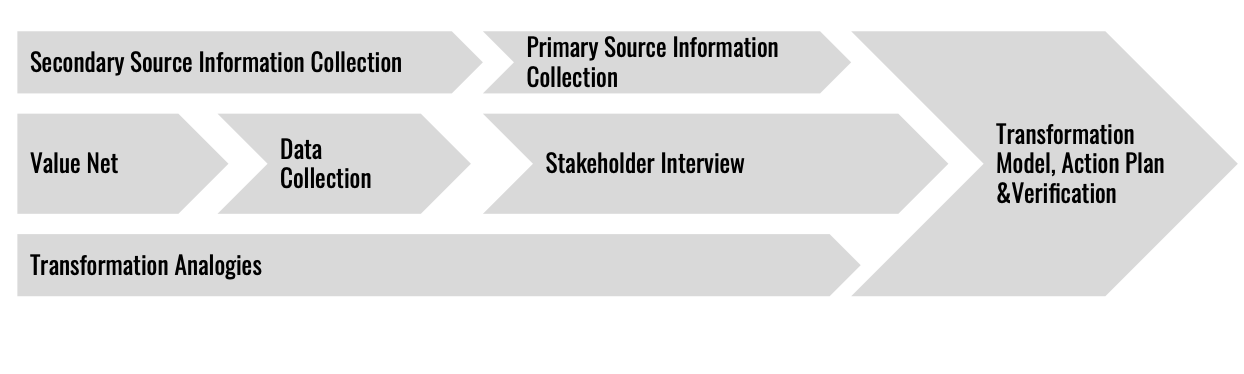 Secondary Source Information Collection
Primary Source Information
Collection
Value Net
Data
Collection
Stakeholder Interview
Transformation
Model, Action Plan
&Verification
Transformation Analogies